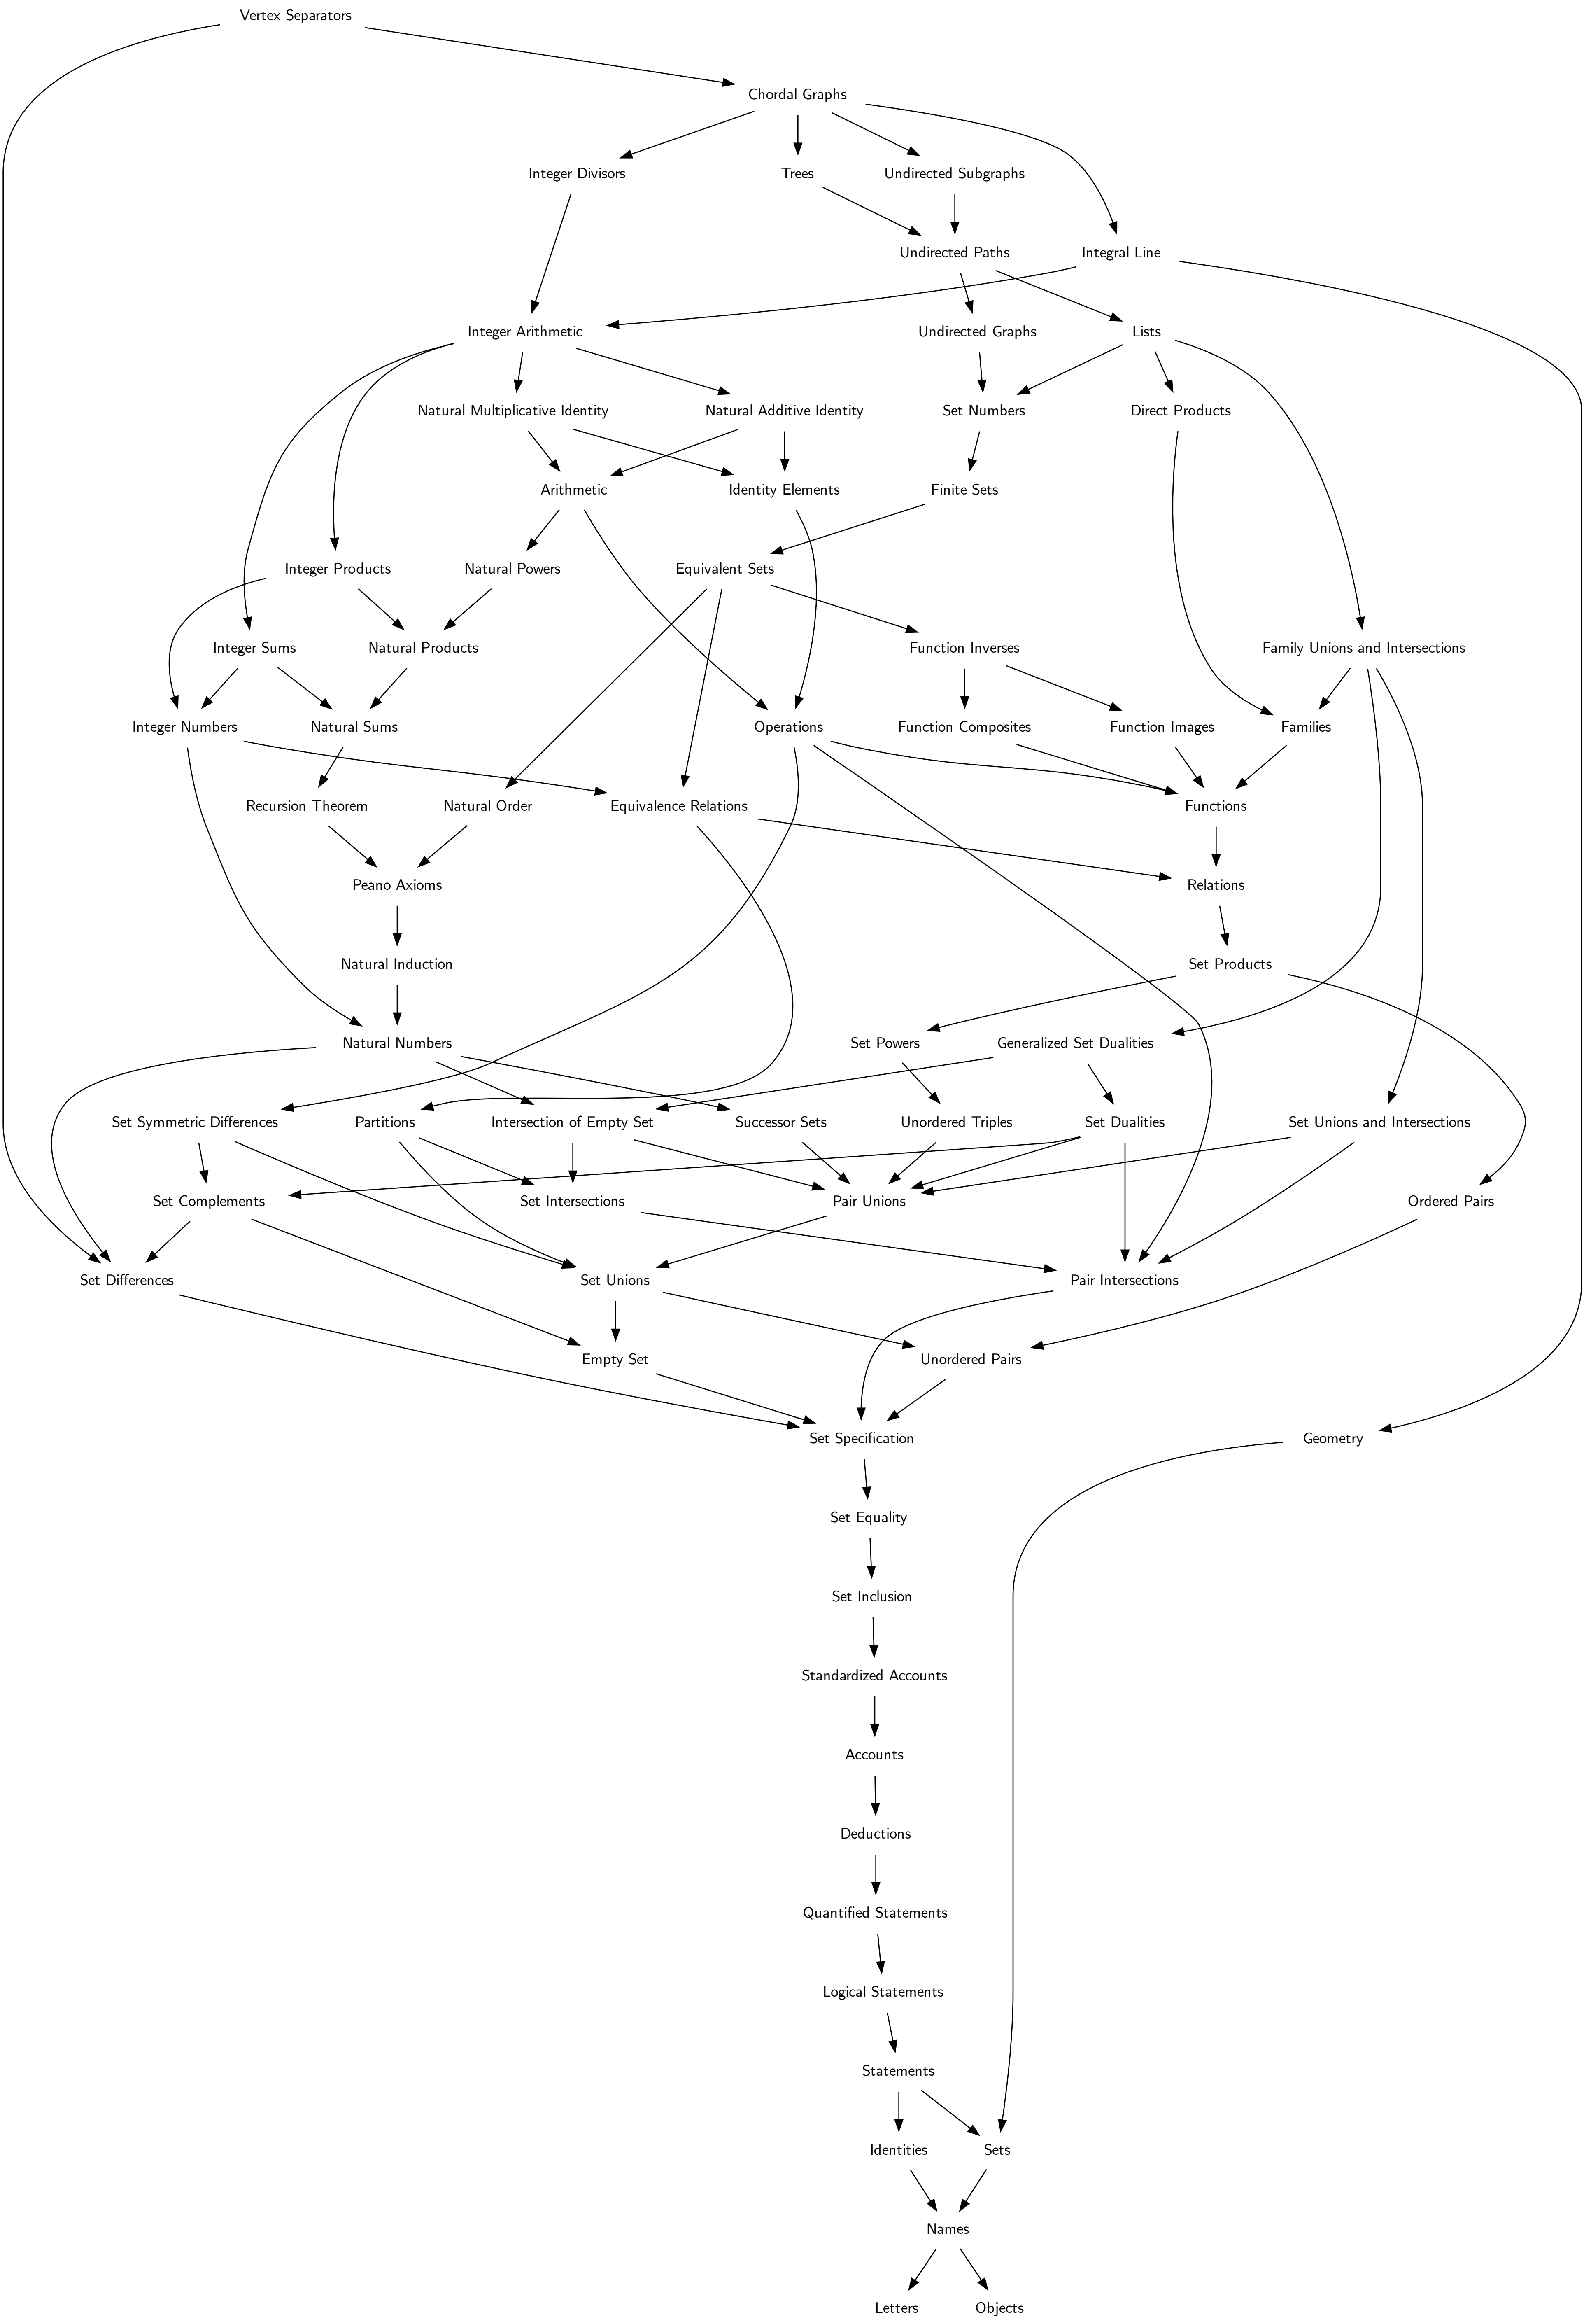 Vertex Separators
Chordal Graphs
Integer Divisors
Trees
Undirected Subgraphs
Undirected Paths
Integral Line
Integer Arithmetic
Undirected Graphs
Lists
Natural Multiplicative Identity
Natural Additive Identity
Set Numbers
Direct Products
Arithmetic
Identity Elements
Finite Sets
Integer Products
Natural Powers
Equivalent Sets
Integer Sums
Natural Products
Function Inverses
Family Unions and Intersections
Integer Numbers
Natural Sums
Operations
Function Composites
Function Images
Families
Recursion Theorem
Natural Order
Equivalence Relations
Functions
Peano Axioms
Relations
Natural Induction
Set Products
Natural Numbers
Set Powers
Generalized Set Dualities
Set Symmetric Differences
Partitions
Intersection of Empty Set
Successor Sets
Unordered Triples
Set Dualities
Set Unions and Intersections
Set Complements
Set Intersections
Pair Unions
Ordered Pairs
Set Differences
Set Unions
Pair Intersections
Empty Set
Unordered Pairs
Set Specification
Geometry
Set Equality
Set Inclusion
Standardized Accounts
Accounts
Deductions
Quantified Statements
Logical Statements
Statements
Identities
Sets
Names
Letters
Objects